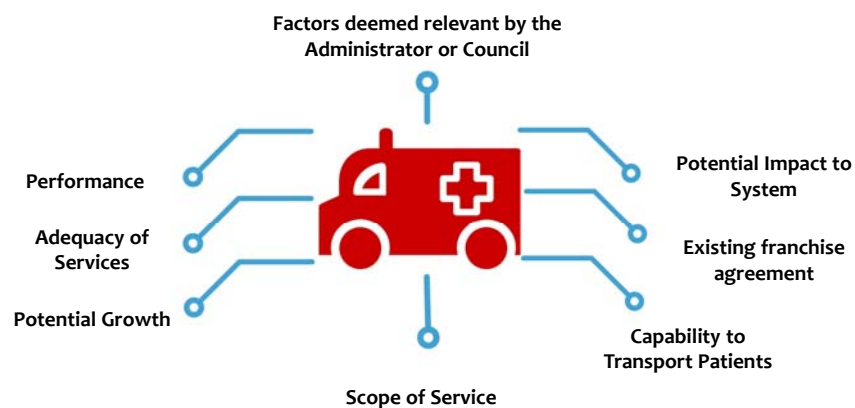 Factors deemed relevant by the
Administrator or Council
Performance
Adequacy of
Services
Potential Growth
Potential Impact to
System
Existing franchise
agreement
Capability to
Transport Patients
Scope of Service